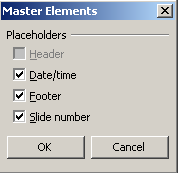 Master Elements
Placeholders
Header
Date/time
Footer
Slide number
OK
Cancel